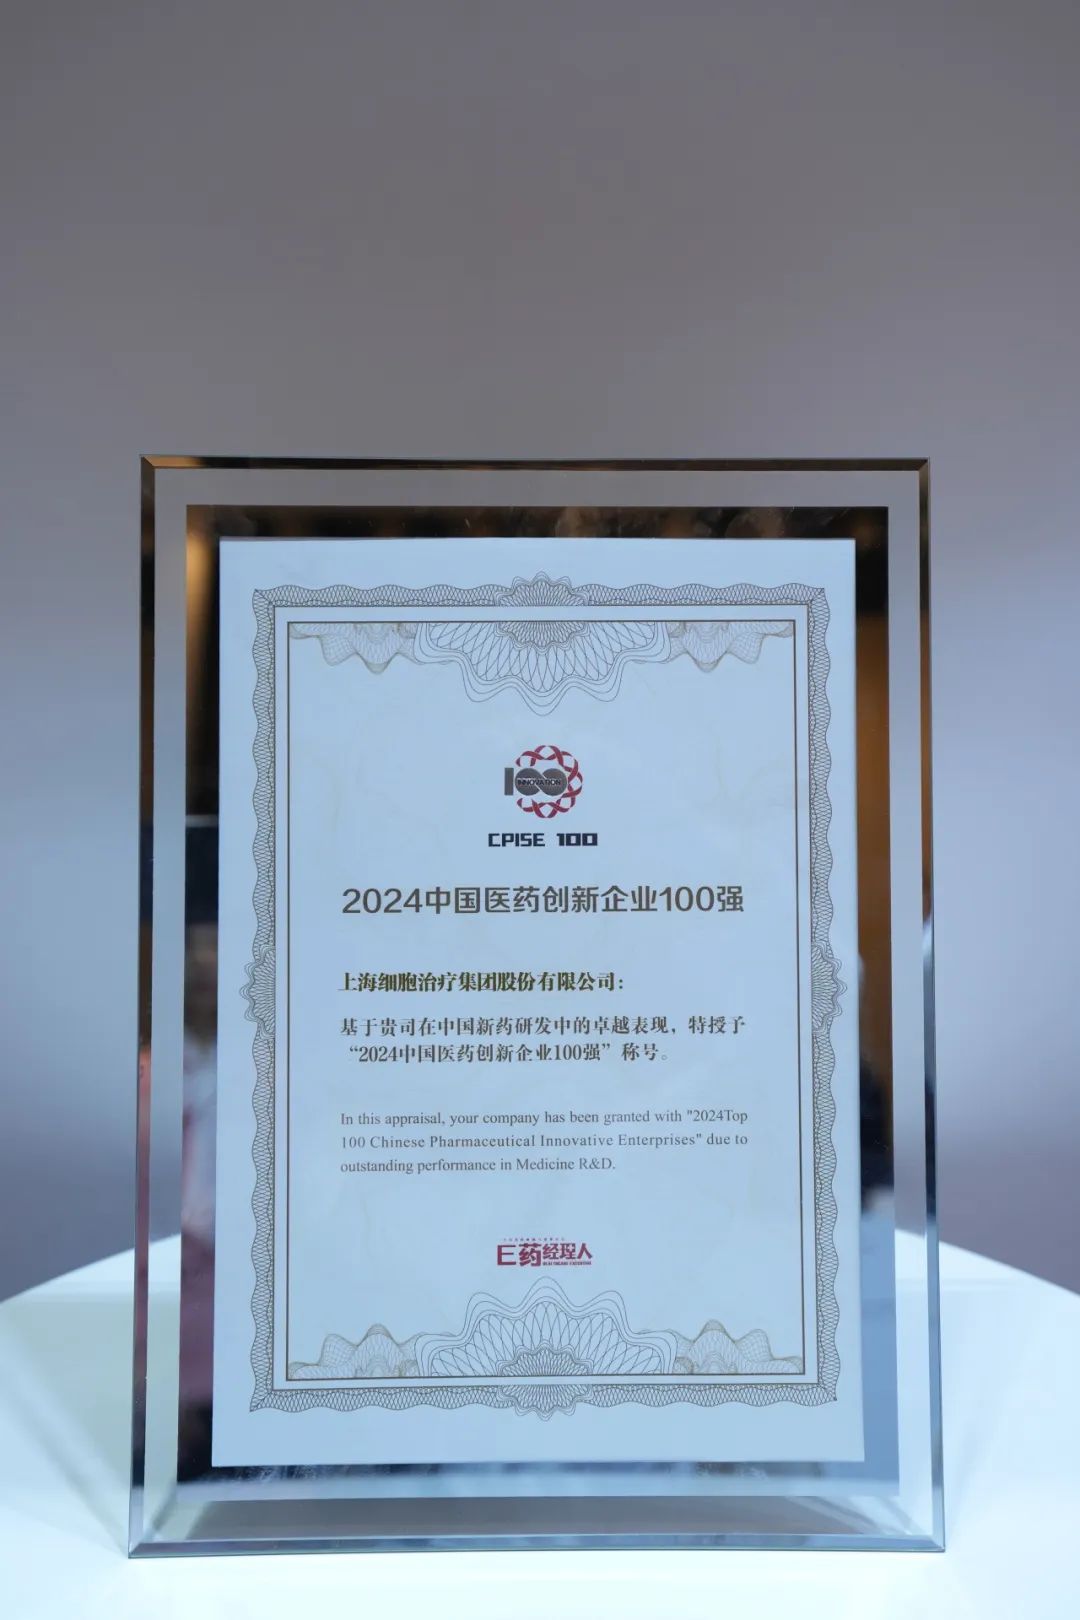 100
INNOVATION
CPISE 100
2024中国医药创新企业100强
上海细胞治疗集团股份有限公司：
基于贵司在中国新药研发中的卓越表现，特授予
“2024中国医药创新企业100强”称号。
In this appraisal, your company has been granted with "2024Top
100 Chinese Pharmaceutical Innovative Enterprises" due to
outstanding performance in Medicine R&D.
E药经理人
HEALTHCARE EXECUTIVE